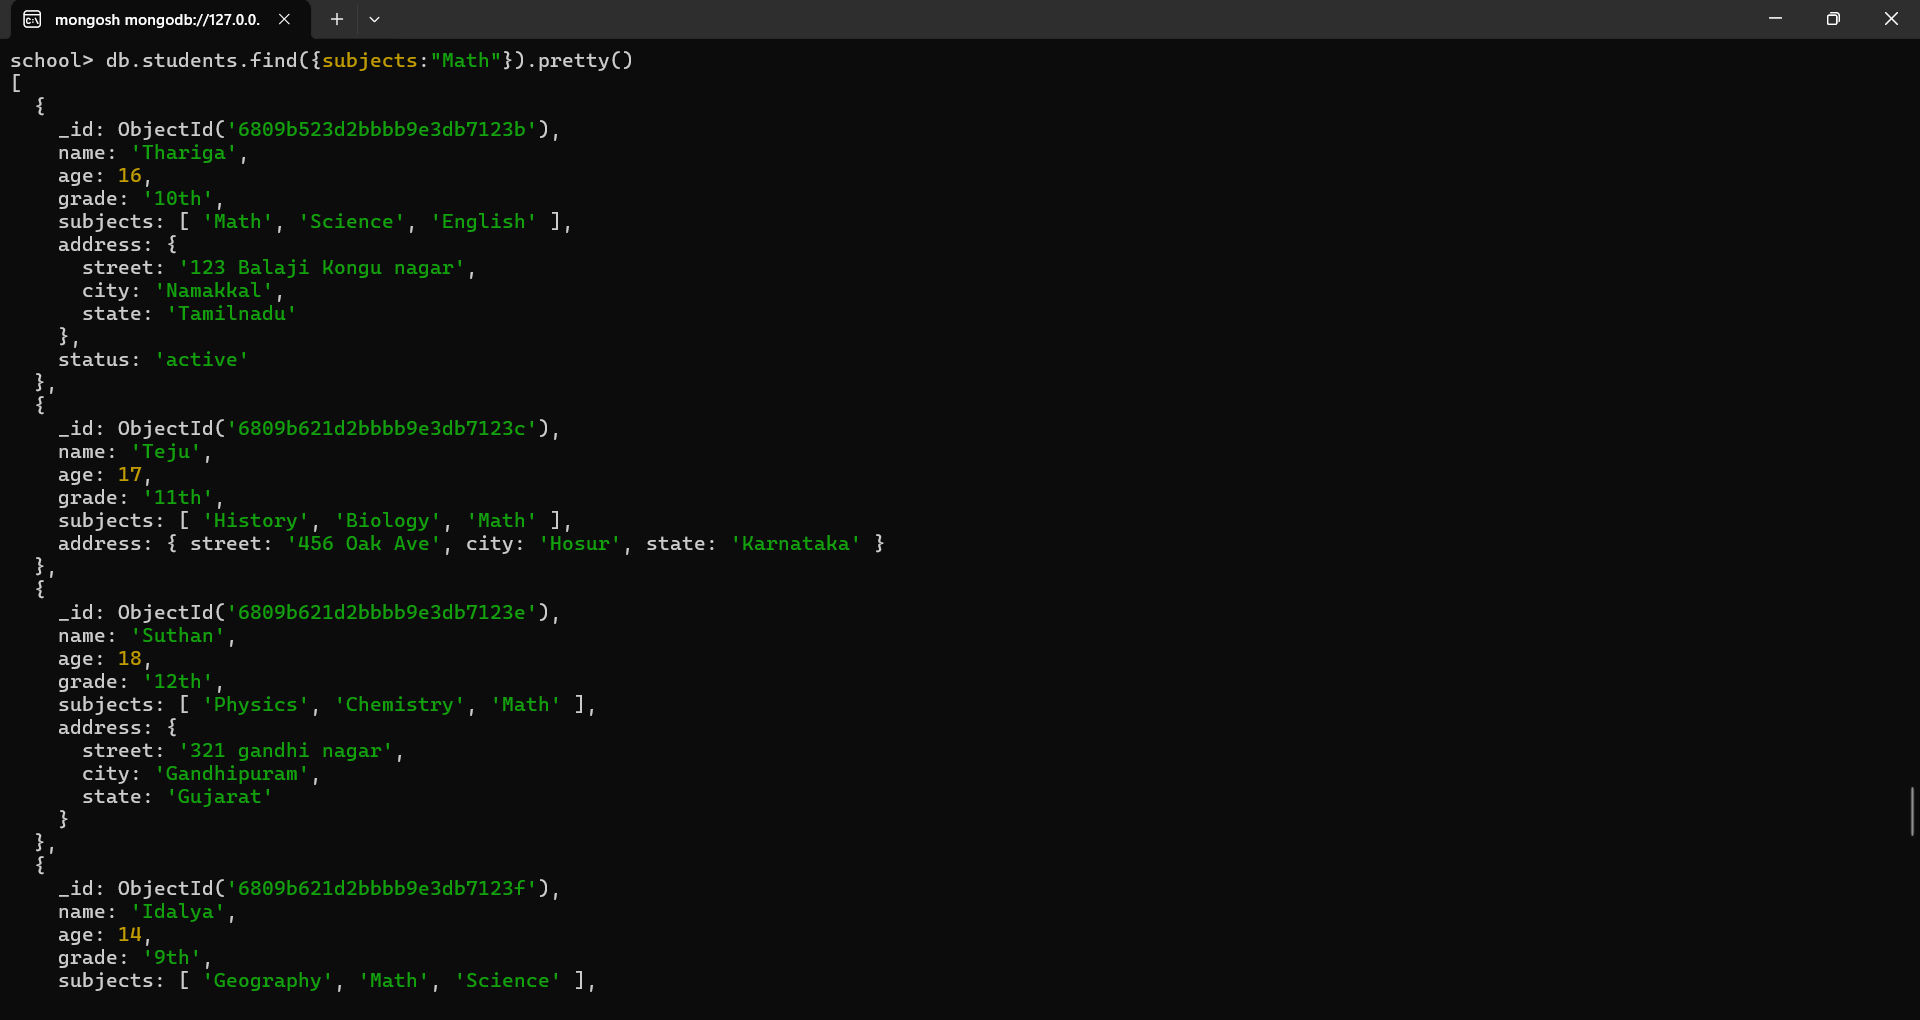 mongosh mongodb://127.0.0.
school> db.students.find({subjects:"Math"}).pretty()
[
  {
    _id: ObjectId('6809b523d2bbbb9e3db7123b'),
    name: 'Thariga',
    age: 16,
    grade: '10th',
    subjects: [ 'Math', 'Science', 'English' ],
    address: {
      street: '123 Balaji Kongu nagar',
      city: 'Namakkal',
      state: 'Tamilnadu'
    },
    status: 'active'
  },
  {
    _id: ObjectId('6809b621d2bbbb9e3db7123c'),
    name: 'Teju',
    age: 17,
    grade: '11th',
    subjects: [ 'History', 'Biology', 'Math' ],
    address: { street: '456 Oak Ave', city: 'Hosur', state: 'Karnataka' }
  },
  {
    _id: ObjectId('6809b621d2bbbb9e3db7123e'),
    name: 'Suthan',
    age: 18,
    grade: '12th',
    subjects: [ 'Physics', 'Chemistry', 'Math' ],
    address: {
      street: '321 gandhi nagar',
      city: 'Gandhipuram',
      state: 'Gujarat'
    }
  },
  {
    _id: ObjectId('6809b621d2bbbb9e3db7123f'),
    name: 'Idalya',
    age: 14,
    grade: '9th',
    subjects: [ 'Geography', 'Math', 'Science' ],